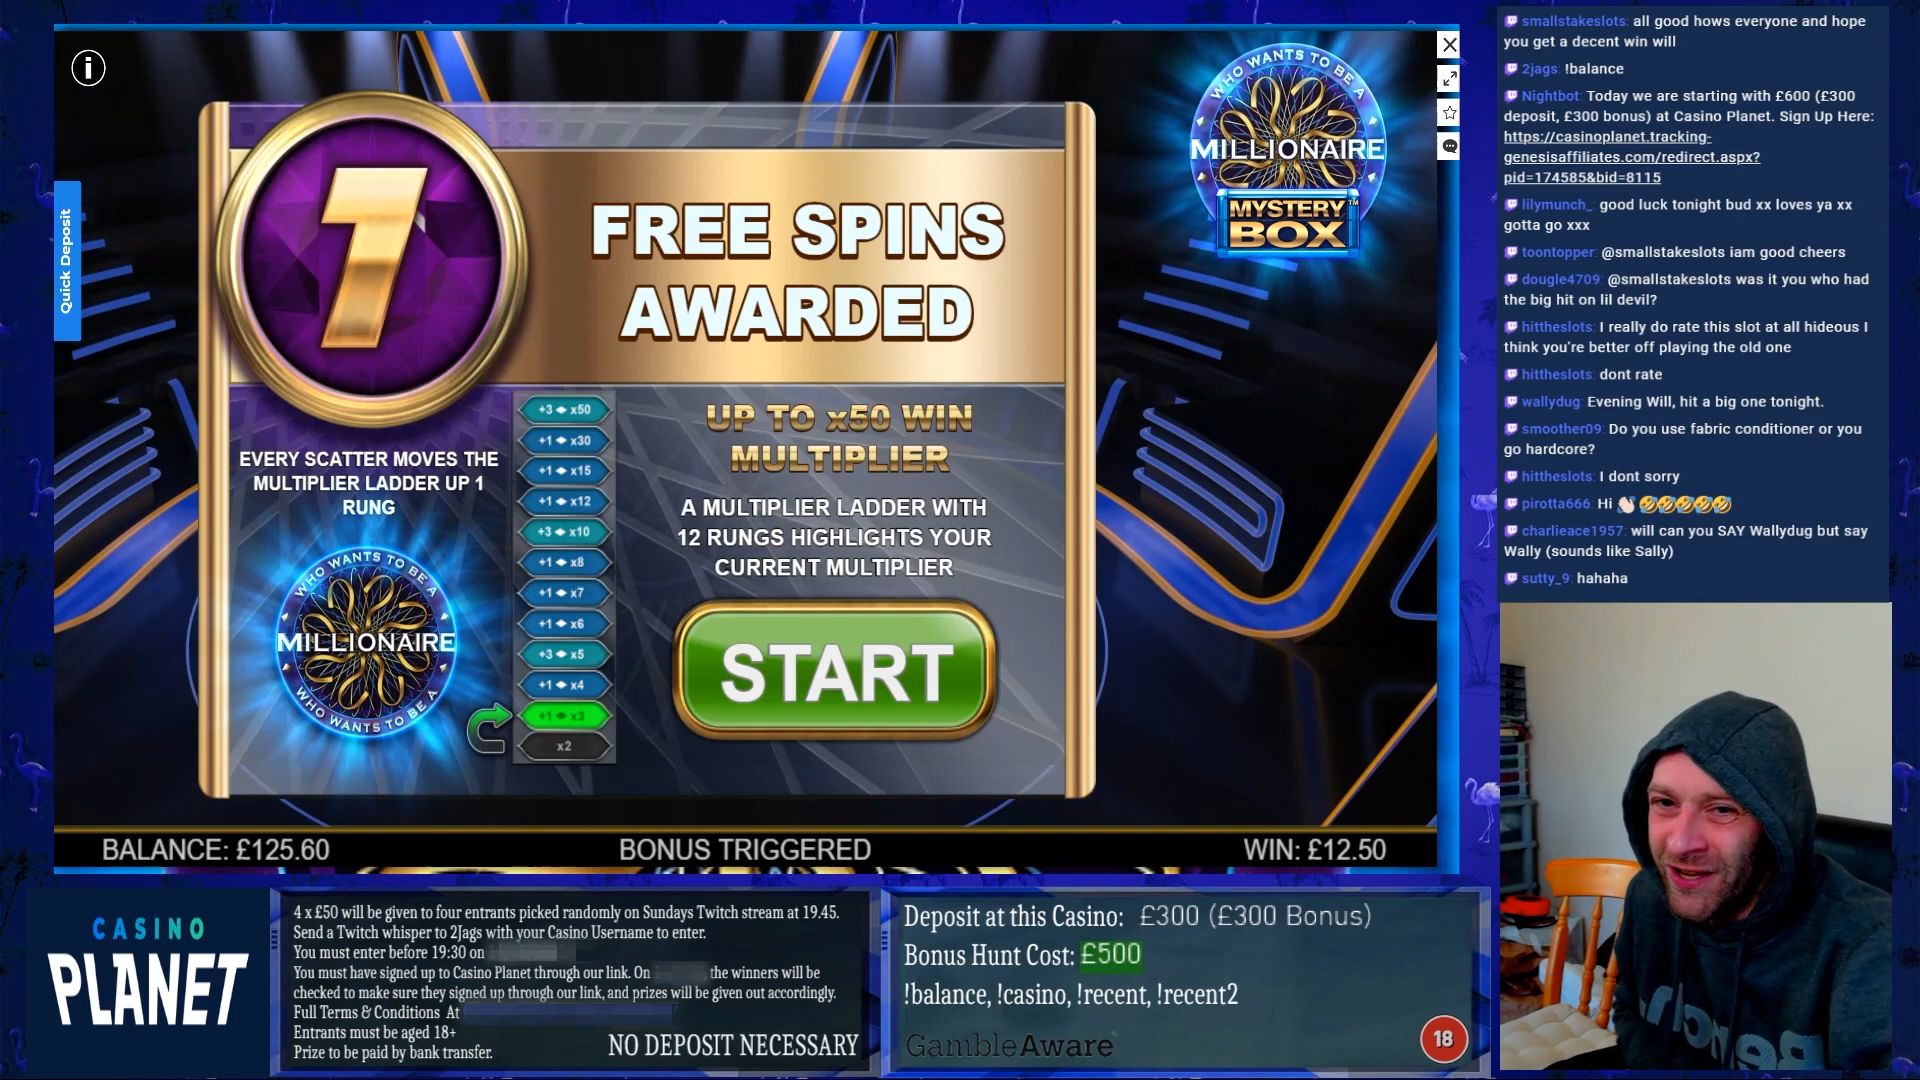 i
Quick Deposit
7
FREE SPINS
AWARDED
WHO WANTS TO BE A
MILLIONAIRE
MYSTERY™
BOX
EVERY SCATTER MOVES THE
MULTIPLIER LADDER UP 1
RUNG
WHO WANTS TO BE A
MILLIONAIRE
WHO WANTS TO BE A
+3 x50
+1 x30
+1 x15
+1 x12
+3 x10
+1 x8
+1 x7
+1 x6
+3 x5
+1 x4
+1 x3
x2
UP TO x50 WIN
MULTIPLIER
A MULTIPLIER LADDER WITH
12 RUNGS HIGHLIGHTS YOUR
CURRENT MULTIPLIER
START
BALANCE: £125.60
BONUS TRIGGERED
WIN: £12.50
smallstakeslots: all good hows everyone and hope
you get a decent win will
2jags: !balance
Nightbot: Today we are starting with £600 (£300
deposit, £300 bonus) at Casino Planet. Sign Up Here:
https://casinoplanet.tracking-
genesisaffiliates.com/redirect.aspx?
pid=174585&bid=8115
lilymunch_: good luck tonight bud xx loves ya xx
gotta go xxx
toontopper: @smallstakeslots iam good cheers
dougle4709: @smallstakeslots was it you who had
the big hit on lil devil?
hittheslots: I really do rate this slot at all hideous I
think you're better off playing the old one
hittheslots: dont rate
wallydug: Evening Will, hit a big one tonight.
smoother09: Do you use fabric conditioner or you
go hardcore?
hittheslots: I dont sorry
pirotta666: Hi 👋🏻 🤣🤣🤣🤣🤣
charlieace1957: will can you SAY Wallydug but say
Wally (sounds like Sally)
sutty_9: hahaha
CASINO
PLANET
4 x £50 will be given to four entrants picked randomly on Sundays Twitch stream at 19.45.
Send a Twitch whisper to 2Jags with your Casino Username to enter.
You must enter before 19:30 on
You must have signed up to Casino Planet through our link. On the winners will be
checked to make sure they signed up through our link, and prizes will be given out accordingly.
Full Terms & Conditions At
Entrants must be aged 18+
Prize to be paid by bank transfer.
NO DEPOSIT NECESSARY
Deposit at this Casino: £300 (£300 Bonus)
Bonus Hunt Cost: £500
!balance, !casino, !recent, !recent2
GambleAware
18
Bench.